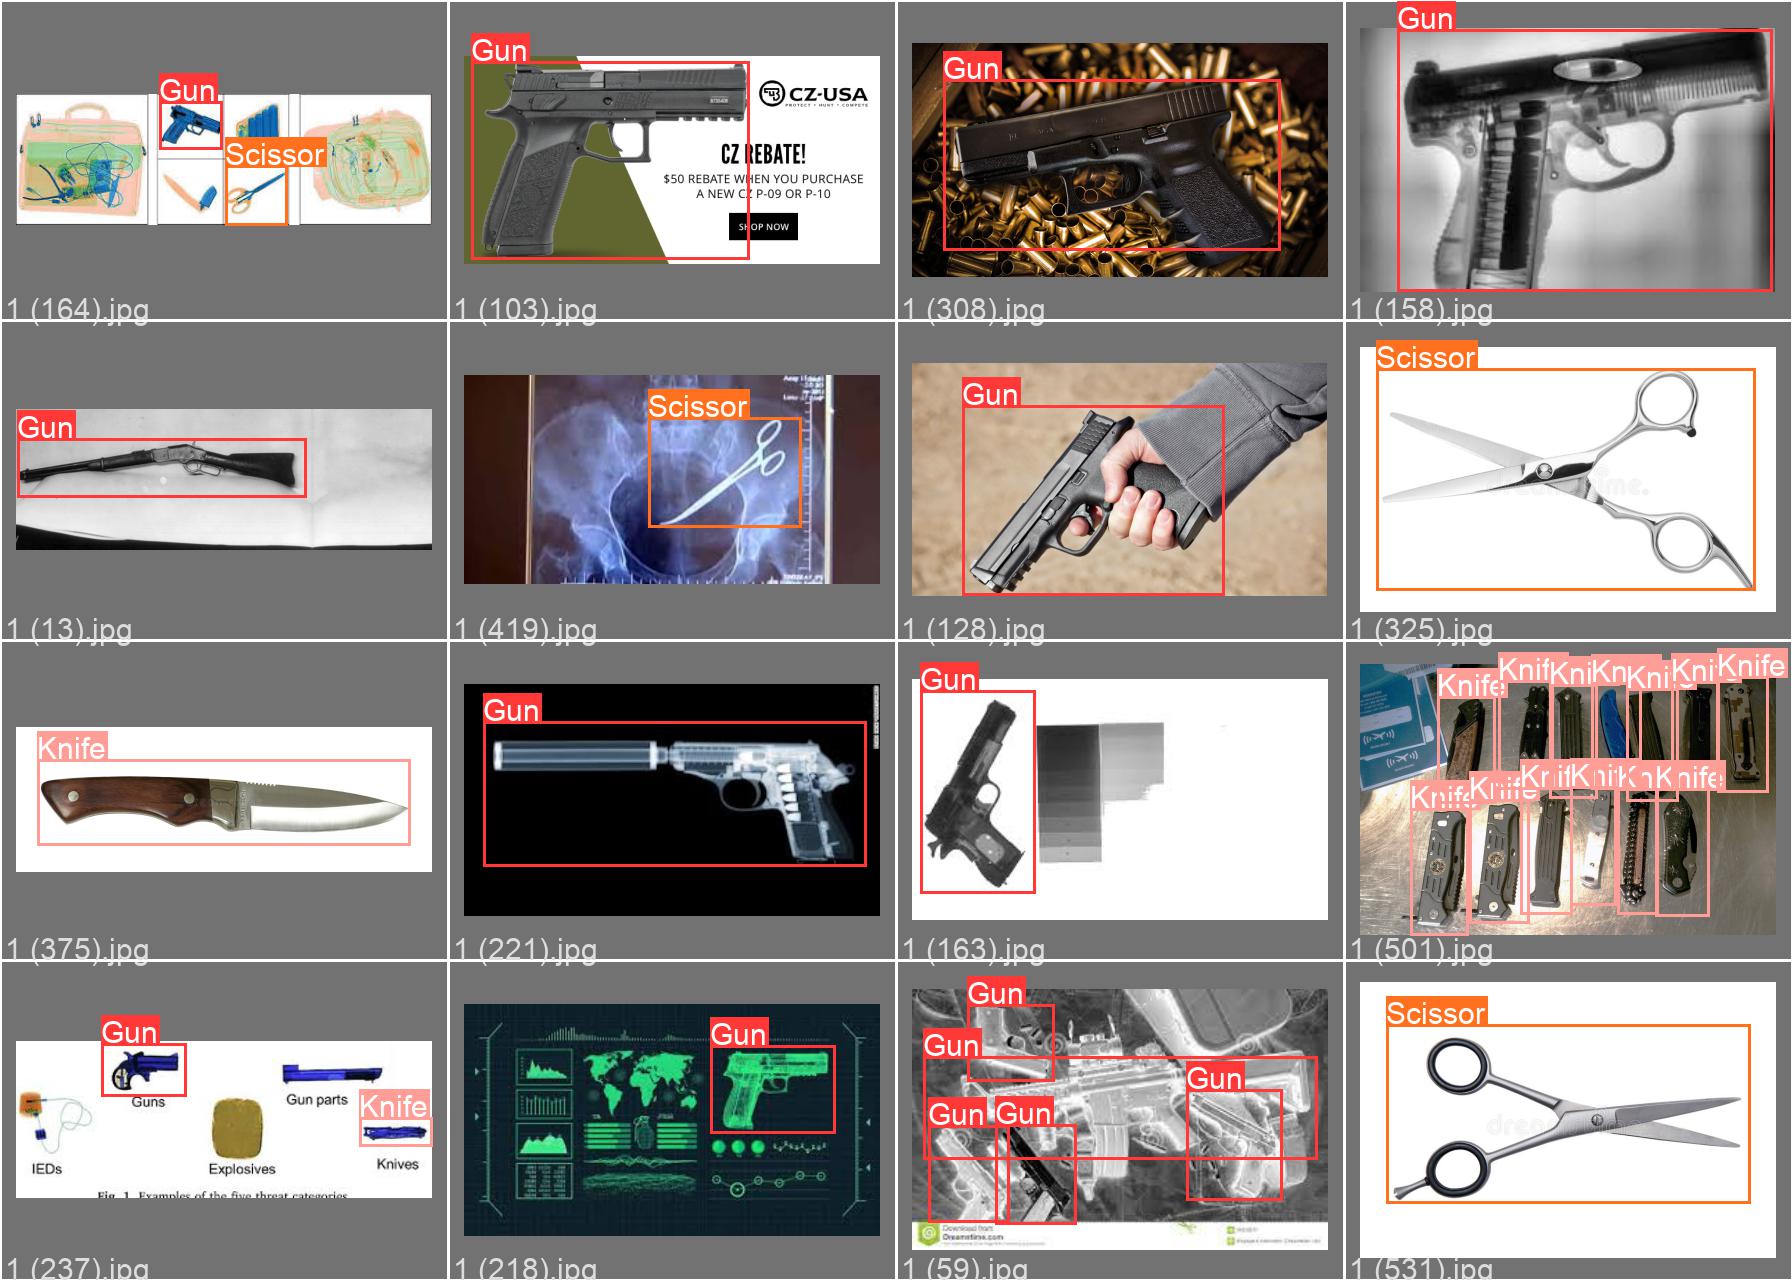 Gun
Scissor
1 (164).jpg
Gun
CZ-USA
PROTECT • HUNT • COMPETE
CZ REBATE!
$50 REBATE WHEN YOU PURCHASE
A NEW CZ P-09 OR P-10
SHOP NOW
1 (103).jpg
Gun
1 (308).jpg
Gun
1 (158).jpg
Gun
1 (13).jpg
Scissor
1 (419).jpg
Gun
1 (128).jpg
Scissor
1 (325).jpg
Knife
1 (375).jpg
Gun
1 (221).jpg
Gun
1 (163).jpg
Knife
Knif
Kni
Kn
Kni
Kni
Knife
Knife
Knife
Knif
Knif
Kn
Knife
1 (501).jpg
Gun
Guns
Gun parts
Knife
IEDs
Explosives
Knives
Fig. 1. Examples of the five threat categories
1 (237).jpg
Gun
1 (218).jpg
Gun
Gun
Gun
Gun
Gun
Download from
Dreamstime.com
1 (59).jpg
Scissor
1 (531).jpg